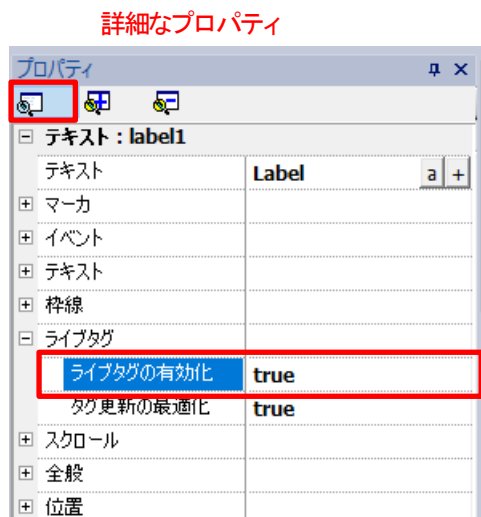 詳細なプロパティ
プロパティ
テキスト : label1
テキスト Label a +
マーカ
イベント
テキスト
枠線
ライブタグ
ライブタグの有効化 true
タグ更新の最適化 true
スクロール
全般
位置